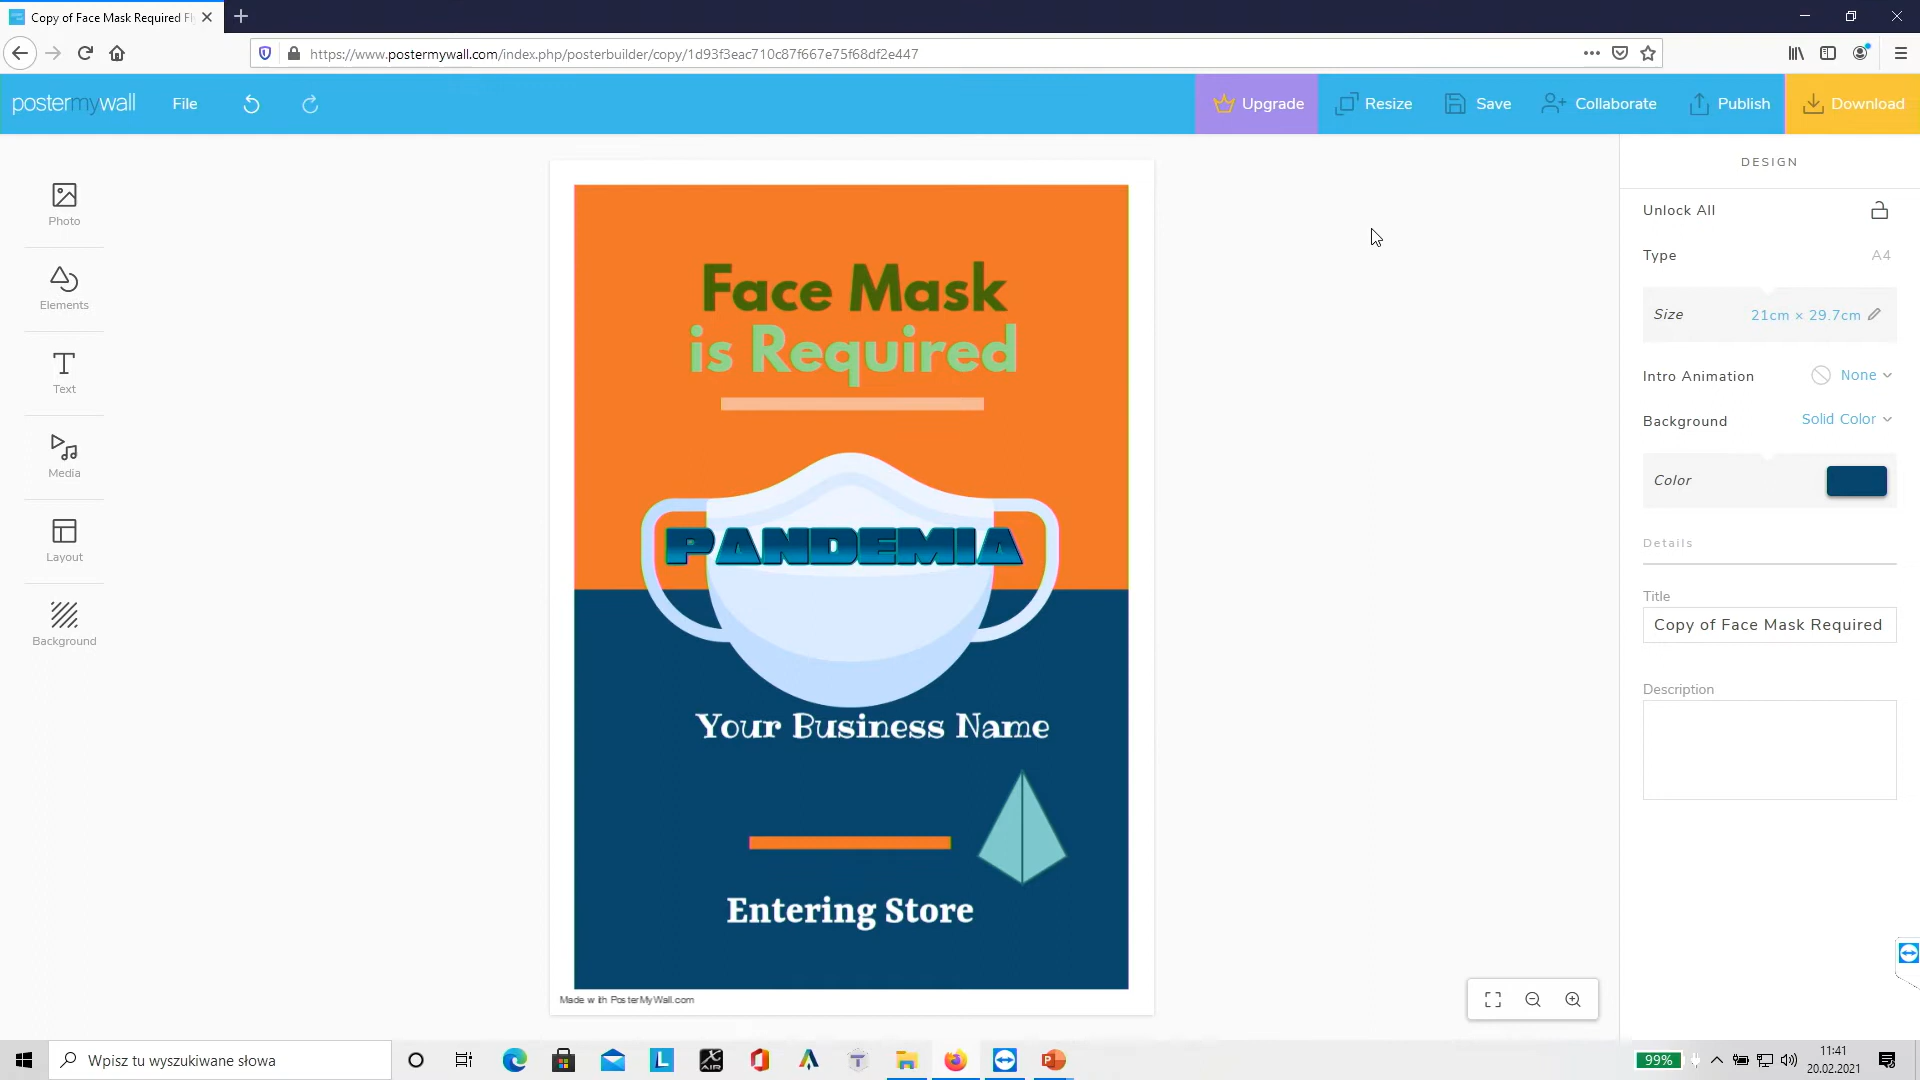 Copy of Face Mask Required Fl
https://www.postermywall.com/index.php/posterbuilder/copy/1d93f3eac710c87f667e75f68df2e447
postermywall
File
Upgrade
Resize
Save
Collaborate
Publish
Download
Photo
Elements
Text
Media
Layout
Background
Face Mask
is Required
PANDEMIA
Your Business Name
Entering Store
Made with PosterMyWall.com
DESIGN
Unlock All
Type A4
Size 21cm × 29.7cm
Intro Animation None
Background Solid Color
Color
Details
Title
Copy of Face Mask Required
Description
Wpisz tu wyszukiwane słowa
L
AIR
99%
11:41
20.02.2021